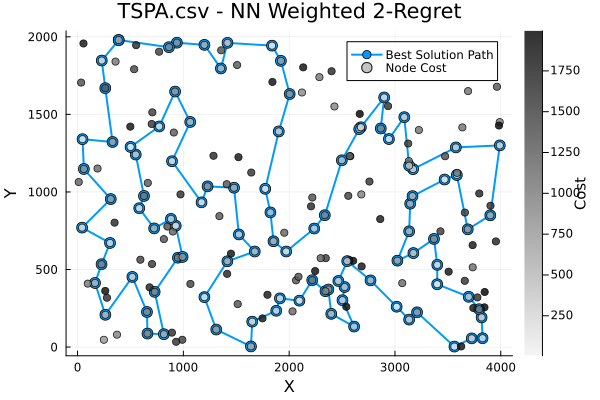 TSPA.csv - NN Weighted 2-Regret
2000
1500
1000
500
0
Y
0
1000
2000
3000
4000
X
Best Solution Path
Node Cost
1750
1500
1250
1000
750
500
250
Cost